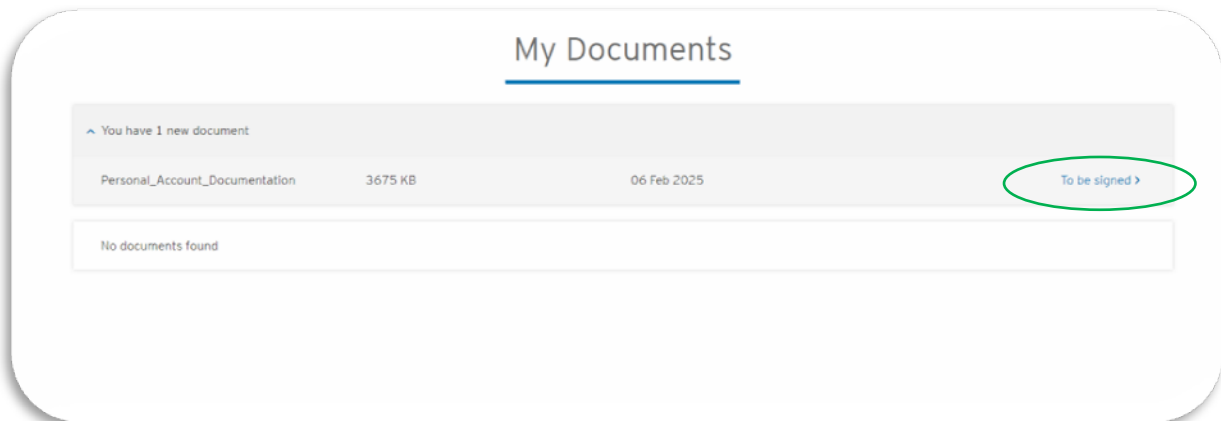 My Documents
You have 1 new document
Personal_Account_Documentation 3675 KB 06 Feb 2025 To be signed >
No documents found